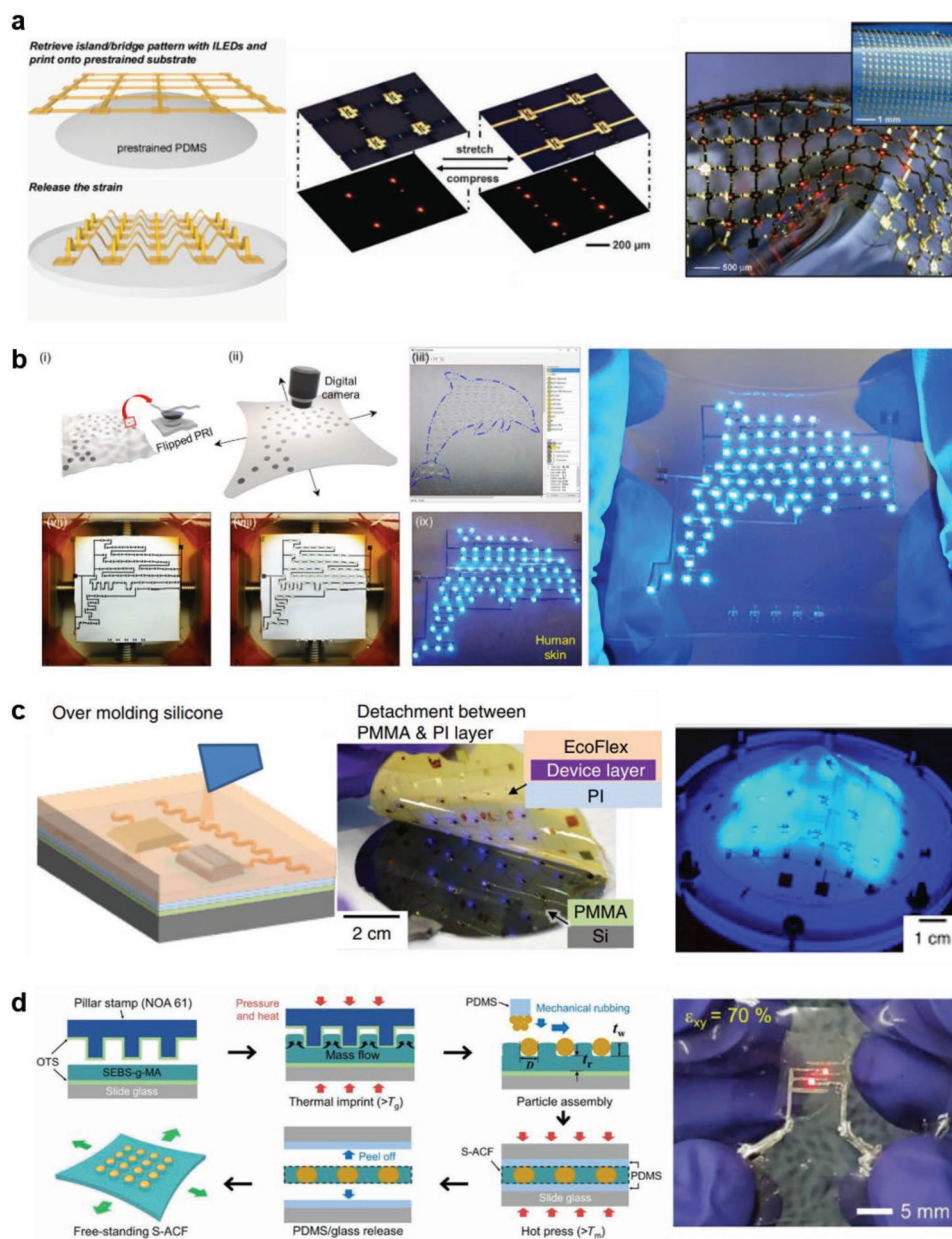 a
Retrieve island/bridge pattern with ILEDs and
print onto prestrained substrate
prestrained PDMS
Release the strain
stretch
compress
200 µm
1 mm
500 µm
b
(i)
(ii)
Digital
camera
Flipped PRI
(iii)
(vii)
(viii)
(ix)
Human
skin
c
Over molding silicone
Detachment between
PMMA & PI layer
EcoFlex
Device layer
PI
PMMA
Si
2 cm
1 cm
d
Pillar stamp (NOA 61)
OTS
SEBS-g-MA
Slide glass
Pressure
and heat
Mass flow
Thermal imprint (>Tg)
PDMS
Mechanical rubbing
tw
D
tr
Particle assembly
S-ACF
PDMS
Slide glass
Hot press (>Tm)
Peel off
PDMS/glass release
Free-standing S-ACF
εxy = 70 %
5 mm